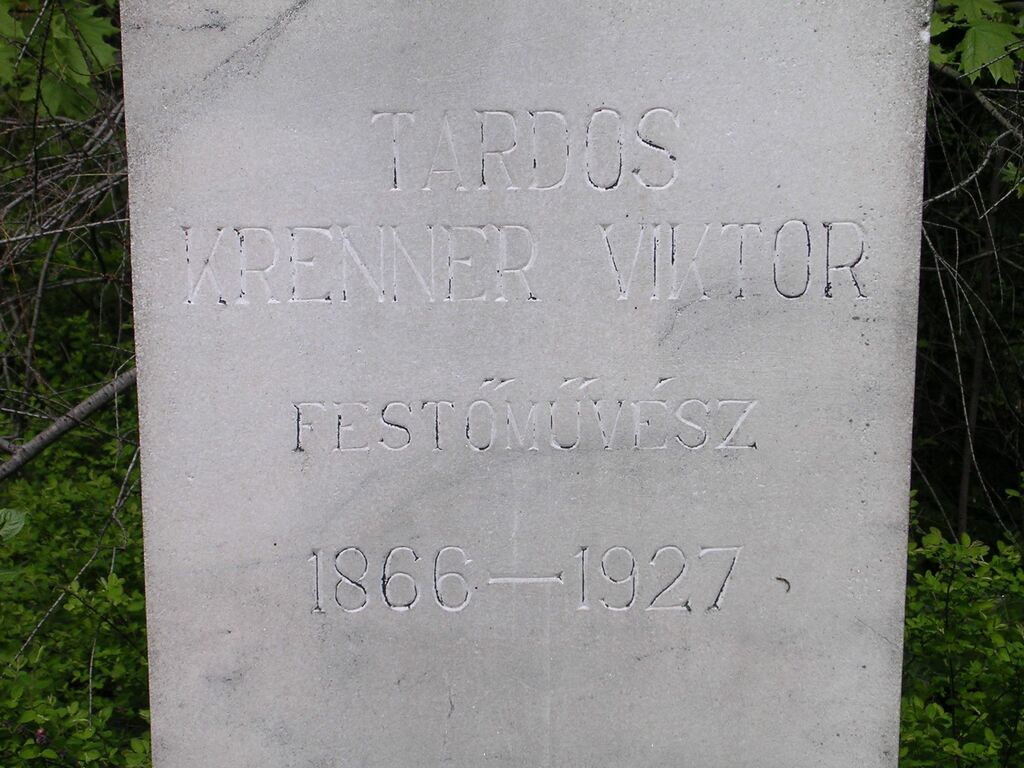 TARDOS
KRENNER VIKTOR
FESTŐMŰVÉSZ
1866—1927